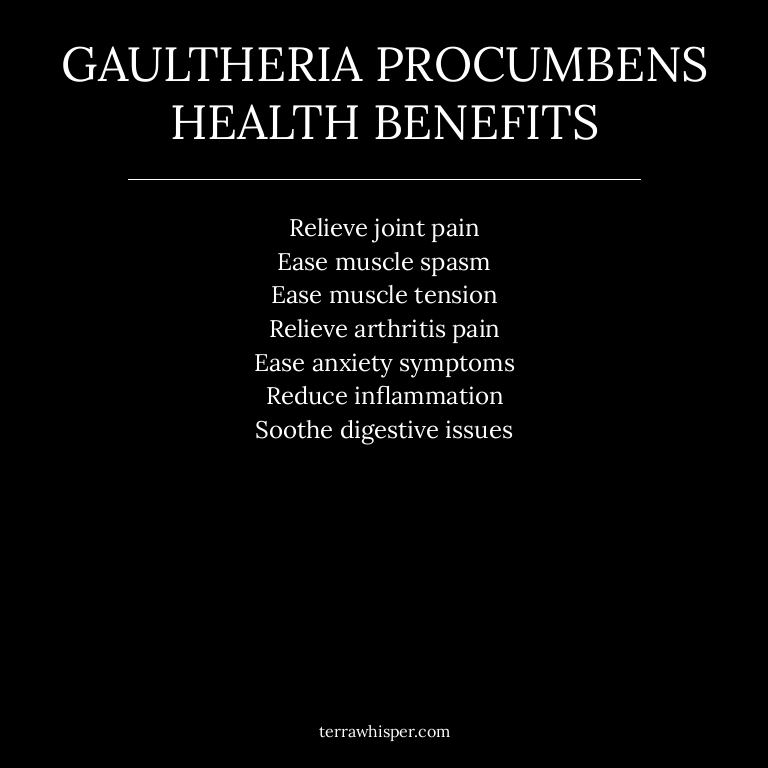 GAULTHERIA PROCUMBENS
HEALTH BENEFITS
Relieve joint pain
Ease muscle spasm
Ease muscle tension
Relieve arthritis pain
Ease anxiety symptoms
Reduce inflammation
Soothe digestive issues
terrawhisper.com